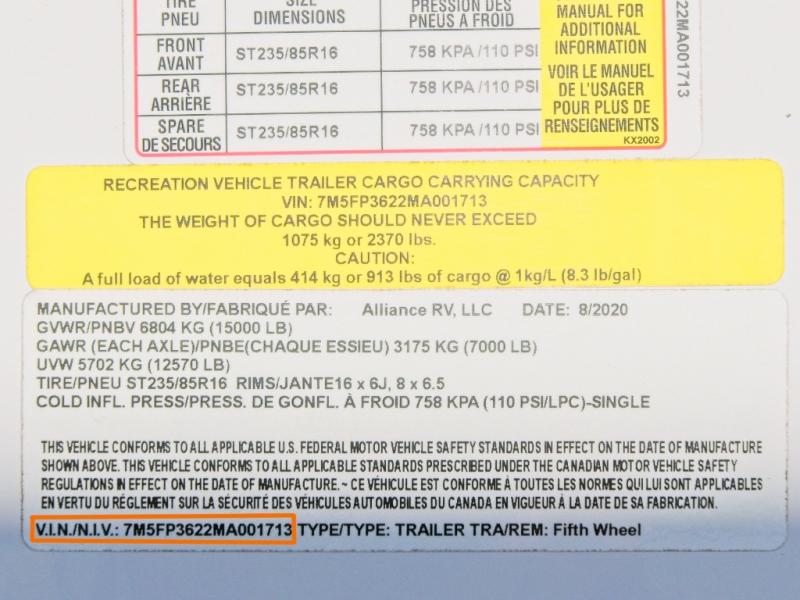 TIRE SIZE PRESSION DES
PNEU DIMENSIONS PNEUS A FROID
FRONT
AVANT ST235/85R16 758 KPA /110 PSI
REAR
ARRIÈRE ST235/85R16 758 KPA /110 PSI
SPARE
DE SECOURS ST235/85R16 758 KPA /110 PSI
MANUAL FOR
ADDITIONAL
INFORMATION
VOIR LE MANUEL
DE L'USAGER
POUR PLUS DE
RENSEIGNEMENTS
KX2002
22MA001713
RECREATION VEHICLE TRAILER CARGO CARRYING CAPACITY
VIN: 7M5FP3622MA001713
THE WEIGHT OF CARGO SHOULD NEVER EXCEED
1075 kg or 2370 lbs.
CAUTION:
A full load of water equals 414 kg or 913 lbs of cargo @ 1kg/L (8.3 lb/gal)
MANUFACTURED BY/FABRIQUÉ PAR: Alliance RV, LLC DATE: 8/2020
GVWR/PNBV 6804 KG (15000 LB)
GAWR (EACH AXLE)/PNBE(CHAQUE ESSIEU) 3175 KG (7000 LB)
UVW 5702 KG (12570 LB)
TIRE/PNEU ST235/85R16 RIMS/JANTE16 x 6J, 8 x 6.5
COLD INFL. PRESS/PRESS. DE GONFL. À FROID 758 KPA (110 PSI/LPC)-SINGLE
THIS VEHICLE CONFORMS TO ALL APPLICABLE U.S. FEDERAL MOTOR VEHICLE SAFETY STANDARDS IN EFFECT ON THE DATE OF MANUFACTURE
SHOWN ABOVE. THIS VEHICLE CONFORMS TO ALL APPLICABLE STANDARDS PRESCRIBED UNDER THE CANADIAN MOTOR VEHICLE SAFETY
REGULATIONS IN EFFECT ON THE DATE OF MANUFACTURE. ~ CE VÉHICULE EST CONFORME À TOUTES LES NORMES QUI LUI SONT APPLICABLES
EN VERTU DU RÉGLEMENT SUR LA SÉCURITÉ DES VÉHICULES AUTOMOBILES DU CANADA EN VIGUEUR À LA DATE DE SA FABRICATION.
V.I.N./N.I.V.: 7M5FP3622MA001713 TYPE/TYPE: TRAILER TRA/REM: Fifth Wheel